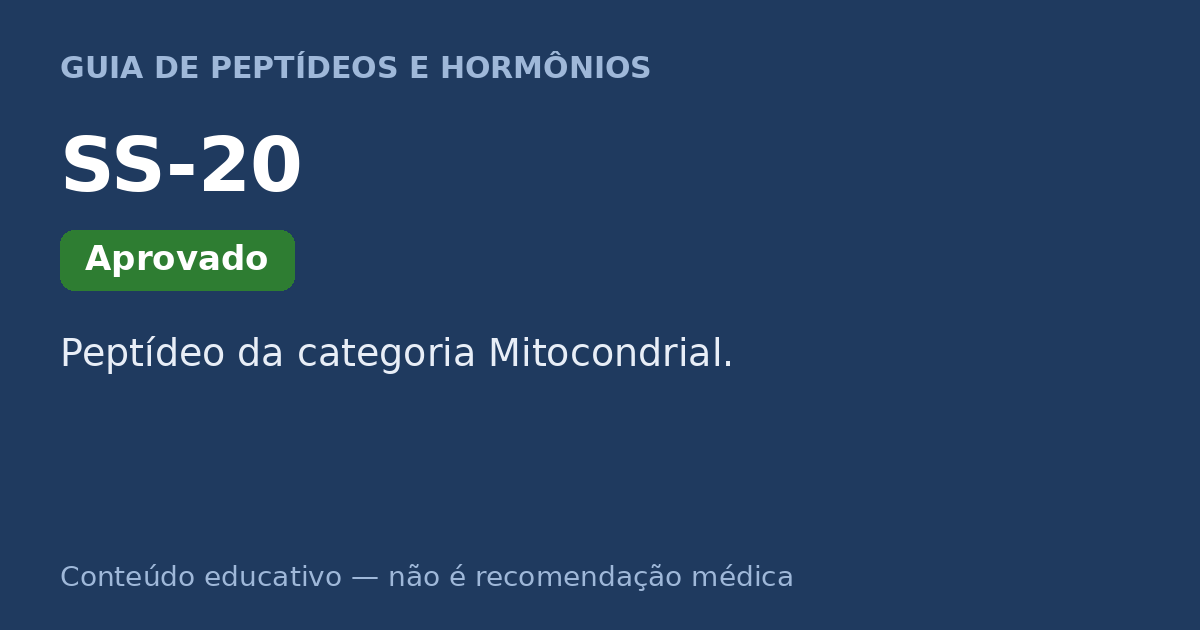 GUIA DE PEPTÍDEOS E HORMÔNIOS
SS-20
Aprovado
Peptídeo da categoria Mitocondrial.
Conteúdo educativo — não é recomendação médica